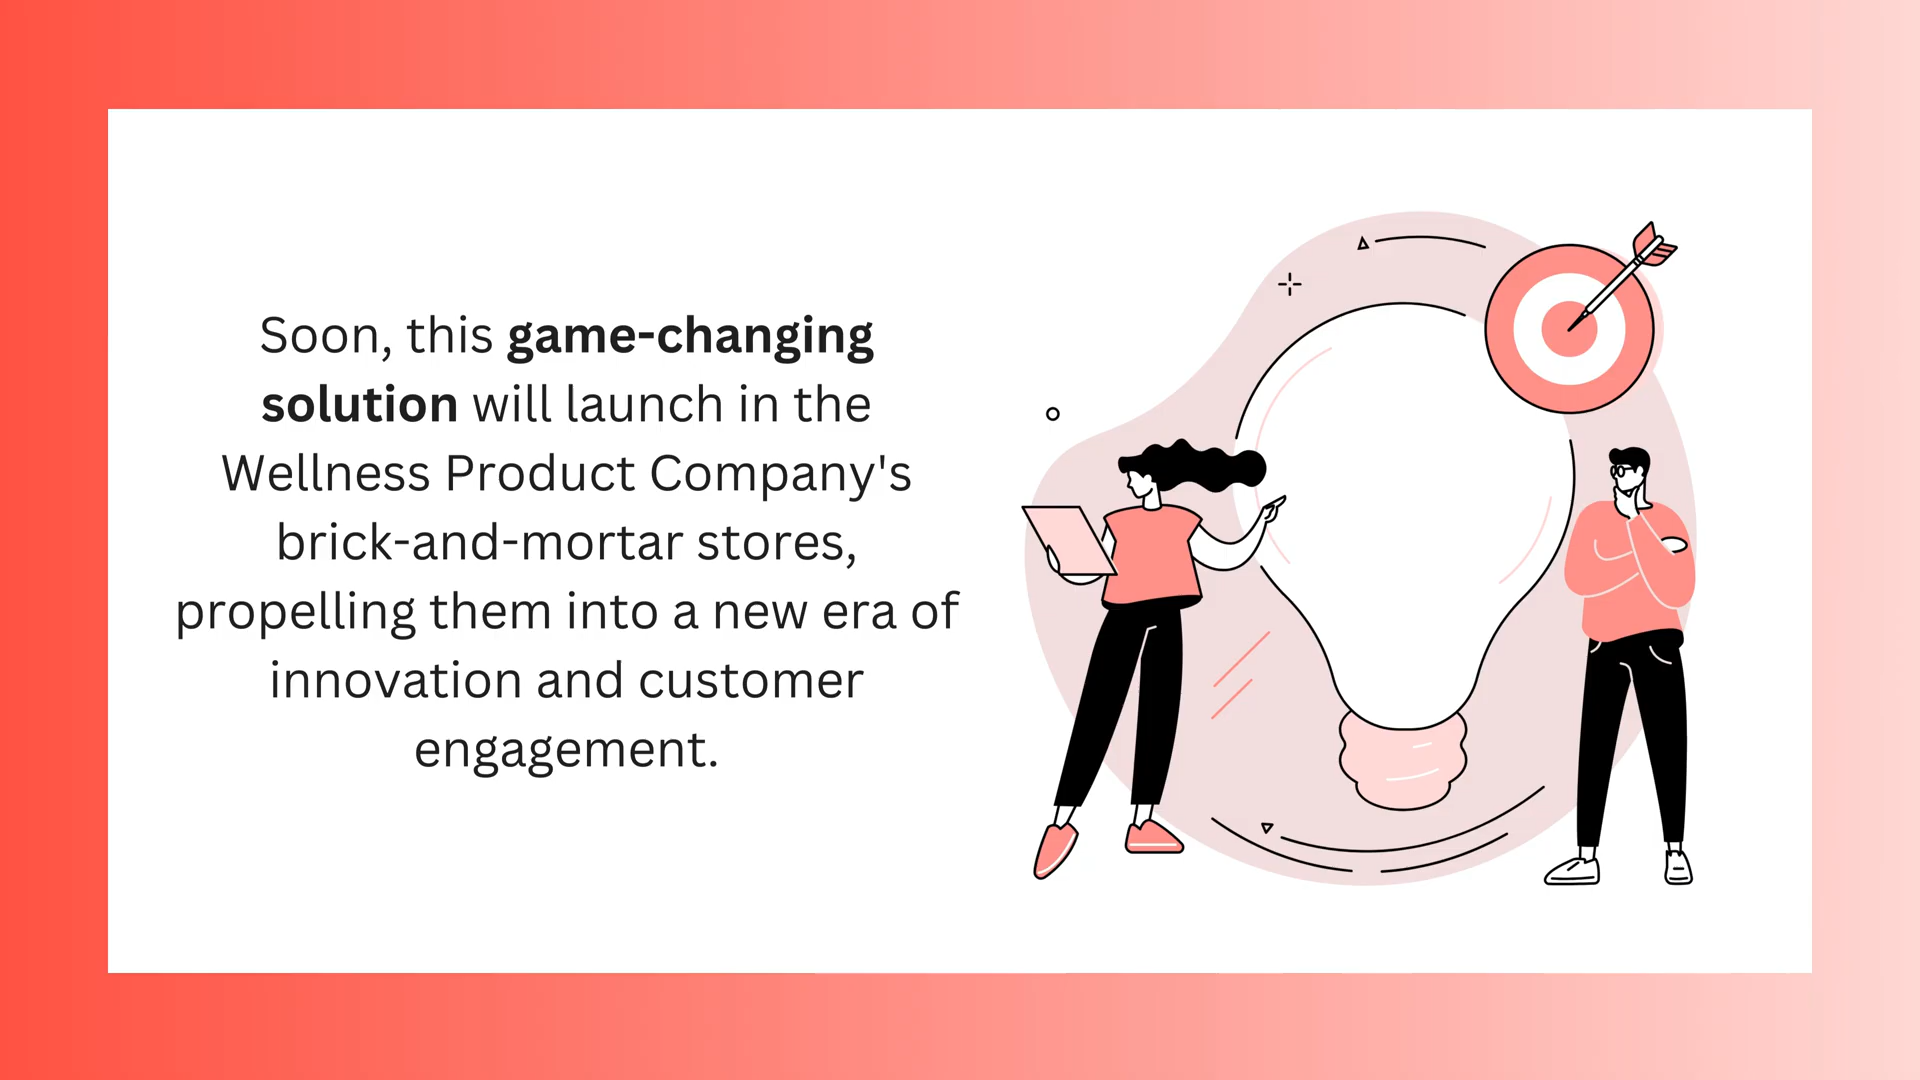 Soon, this game-changing
solution will launch in the
Wellness Product Company's
brick-and-mortar stores,
propelling them into a new era of
innovation and customer
engagement.